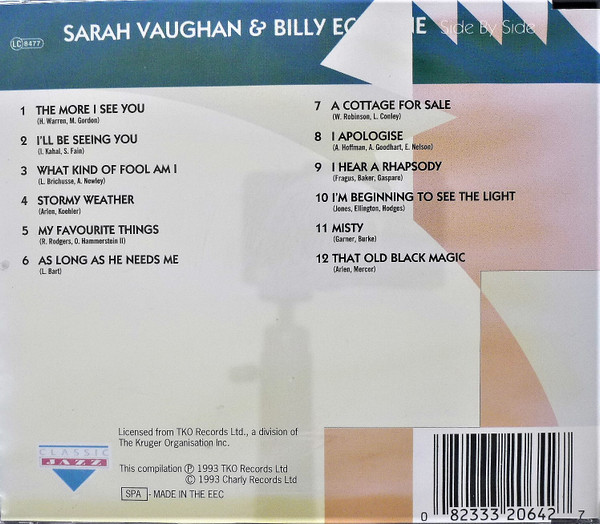 LC 8477
SARAH VAUGHAN & BILLY
Side By Side
1 THE MORE I SEE YOU
(H. Warren, M. Gordon)
2 I'LL BE SEEING YOU
(I. Kahal, S. Fain)
3 WHAT KIND OF FOOL AM I
(L. Brichusse, A. Newley)
4 STORMY WEATHER
(Arlen, Koehler)
5 MY FAVOURITE THINGS
(R. Rodgers, O. Hammerstein II)
6 AS LONG AS HE NEEDS ME
(L. Bart)
7 A COTTAGE FOR SALE
(W. Robinson, L. Conley)
8 I APOLOGISE
(A. Hoffman, A. Goodhart, E. Nelson)
9 I HEAR A RHAPSODY
(Fragus, Baker, Gaspare)
10 I'M BEGINNING TO SEE THE LIGHT
(Jones, Ellington, Hodges)
11 MISTY
(Garner, Burke)
12 THAT OLD BLACK MAGIC
(Arlen, Mercer)
CLASSIC
JAZZ
Licensed from TKO Records Ltd., a division of
The Kruger Organisation Inc.
This compilation Ⓟ 1993 TKO Records Ltd
© 1993 Charly Records Ltd
SPA - MADE IN THE EEC
0 82333 20642 7